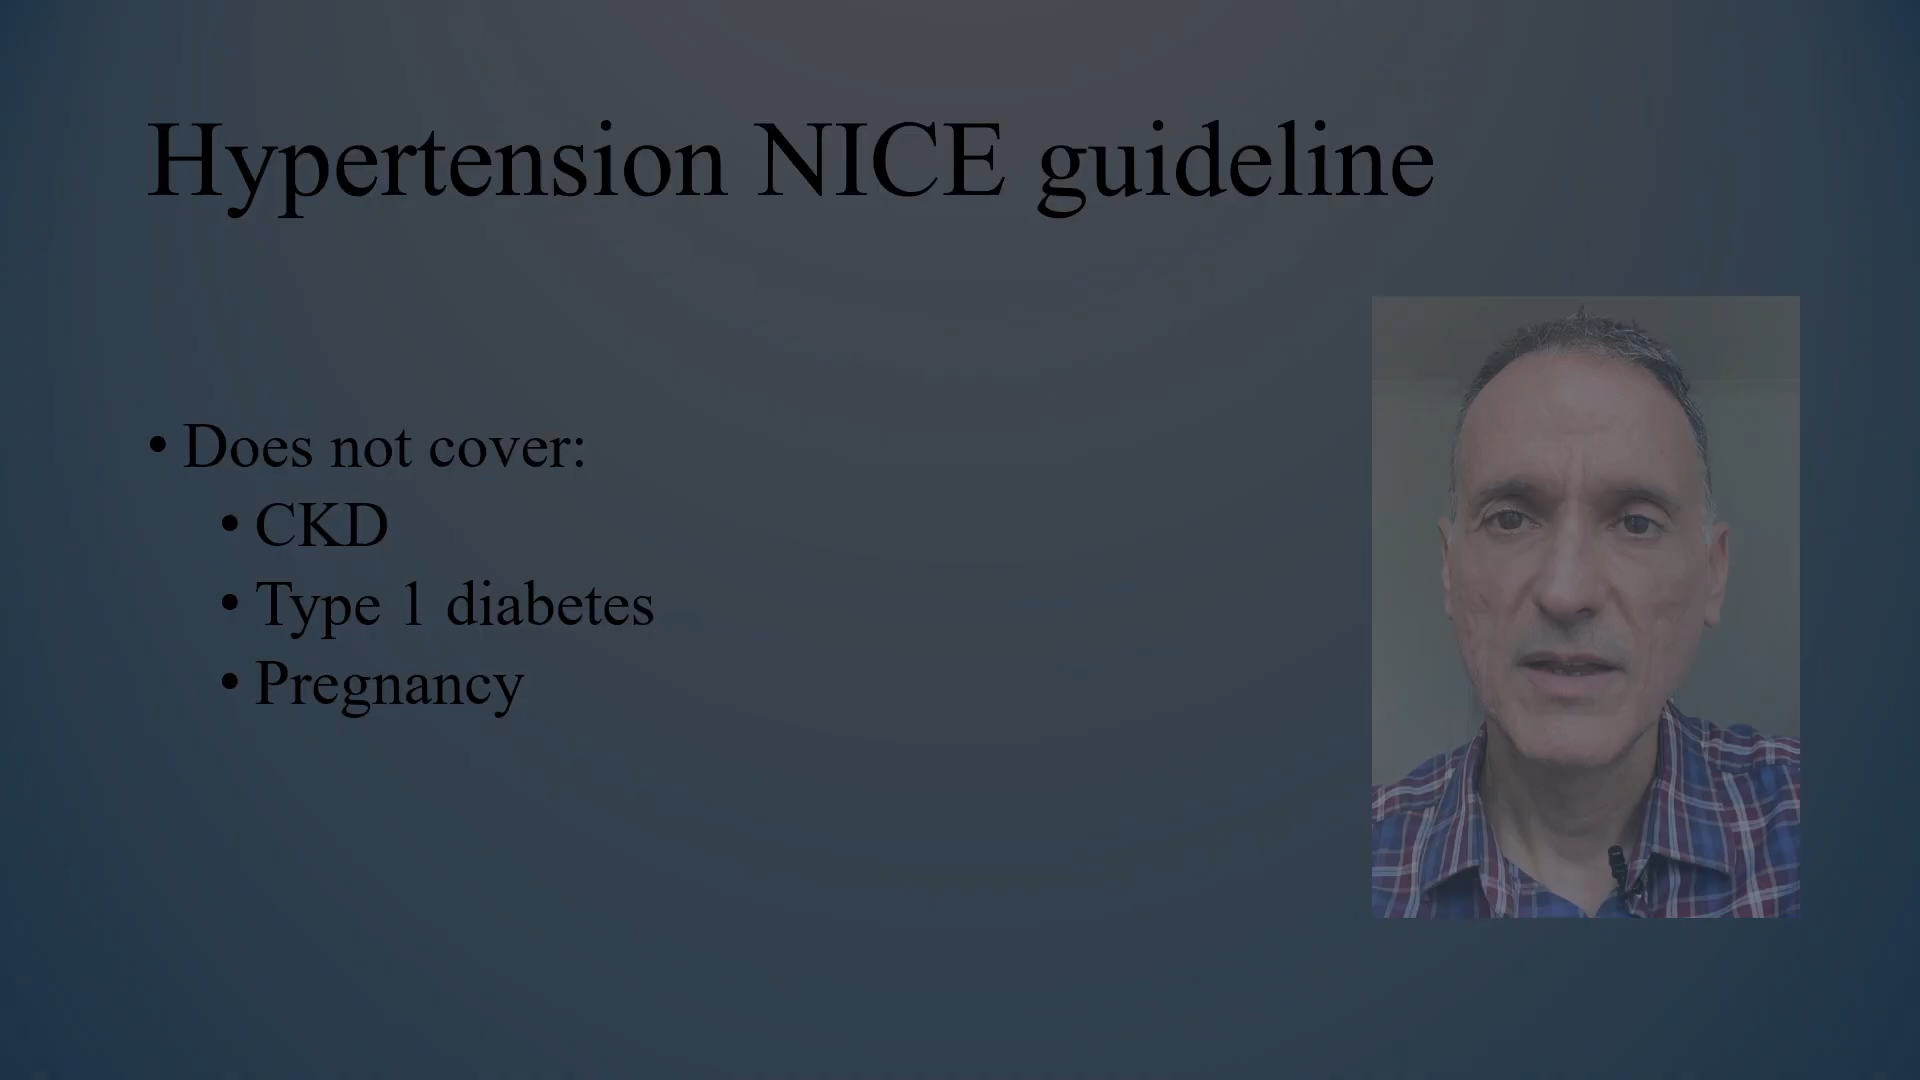 Hypertension NICE guideline
• Does not cover:
• CKD
• Type 1 diabetes
• Pregnancy